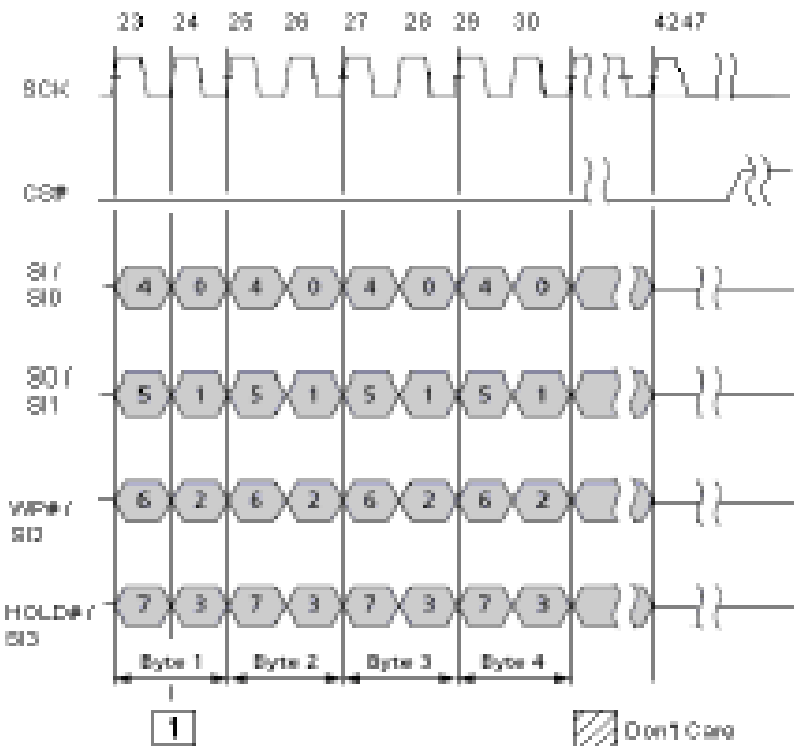 23 24 25 26 27 28 29 30 4247
SCK
CS#
SI/
SI0
4 0 4 0 4 0 4 0
SO/
SI1
5 1 5 1 5 1 5 1
WP#/
SI2
6 2 6 2 6 2 6 2
HOLD#/
SI3
7 3 7 3 7 3 7 3
Byte 1 Byte 2 Byte 3 Byte 4
1
Don't Care